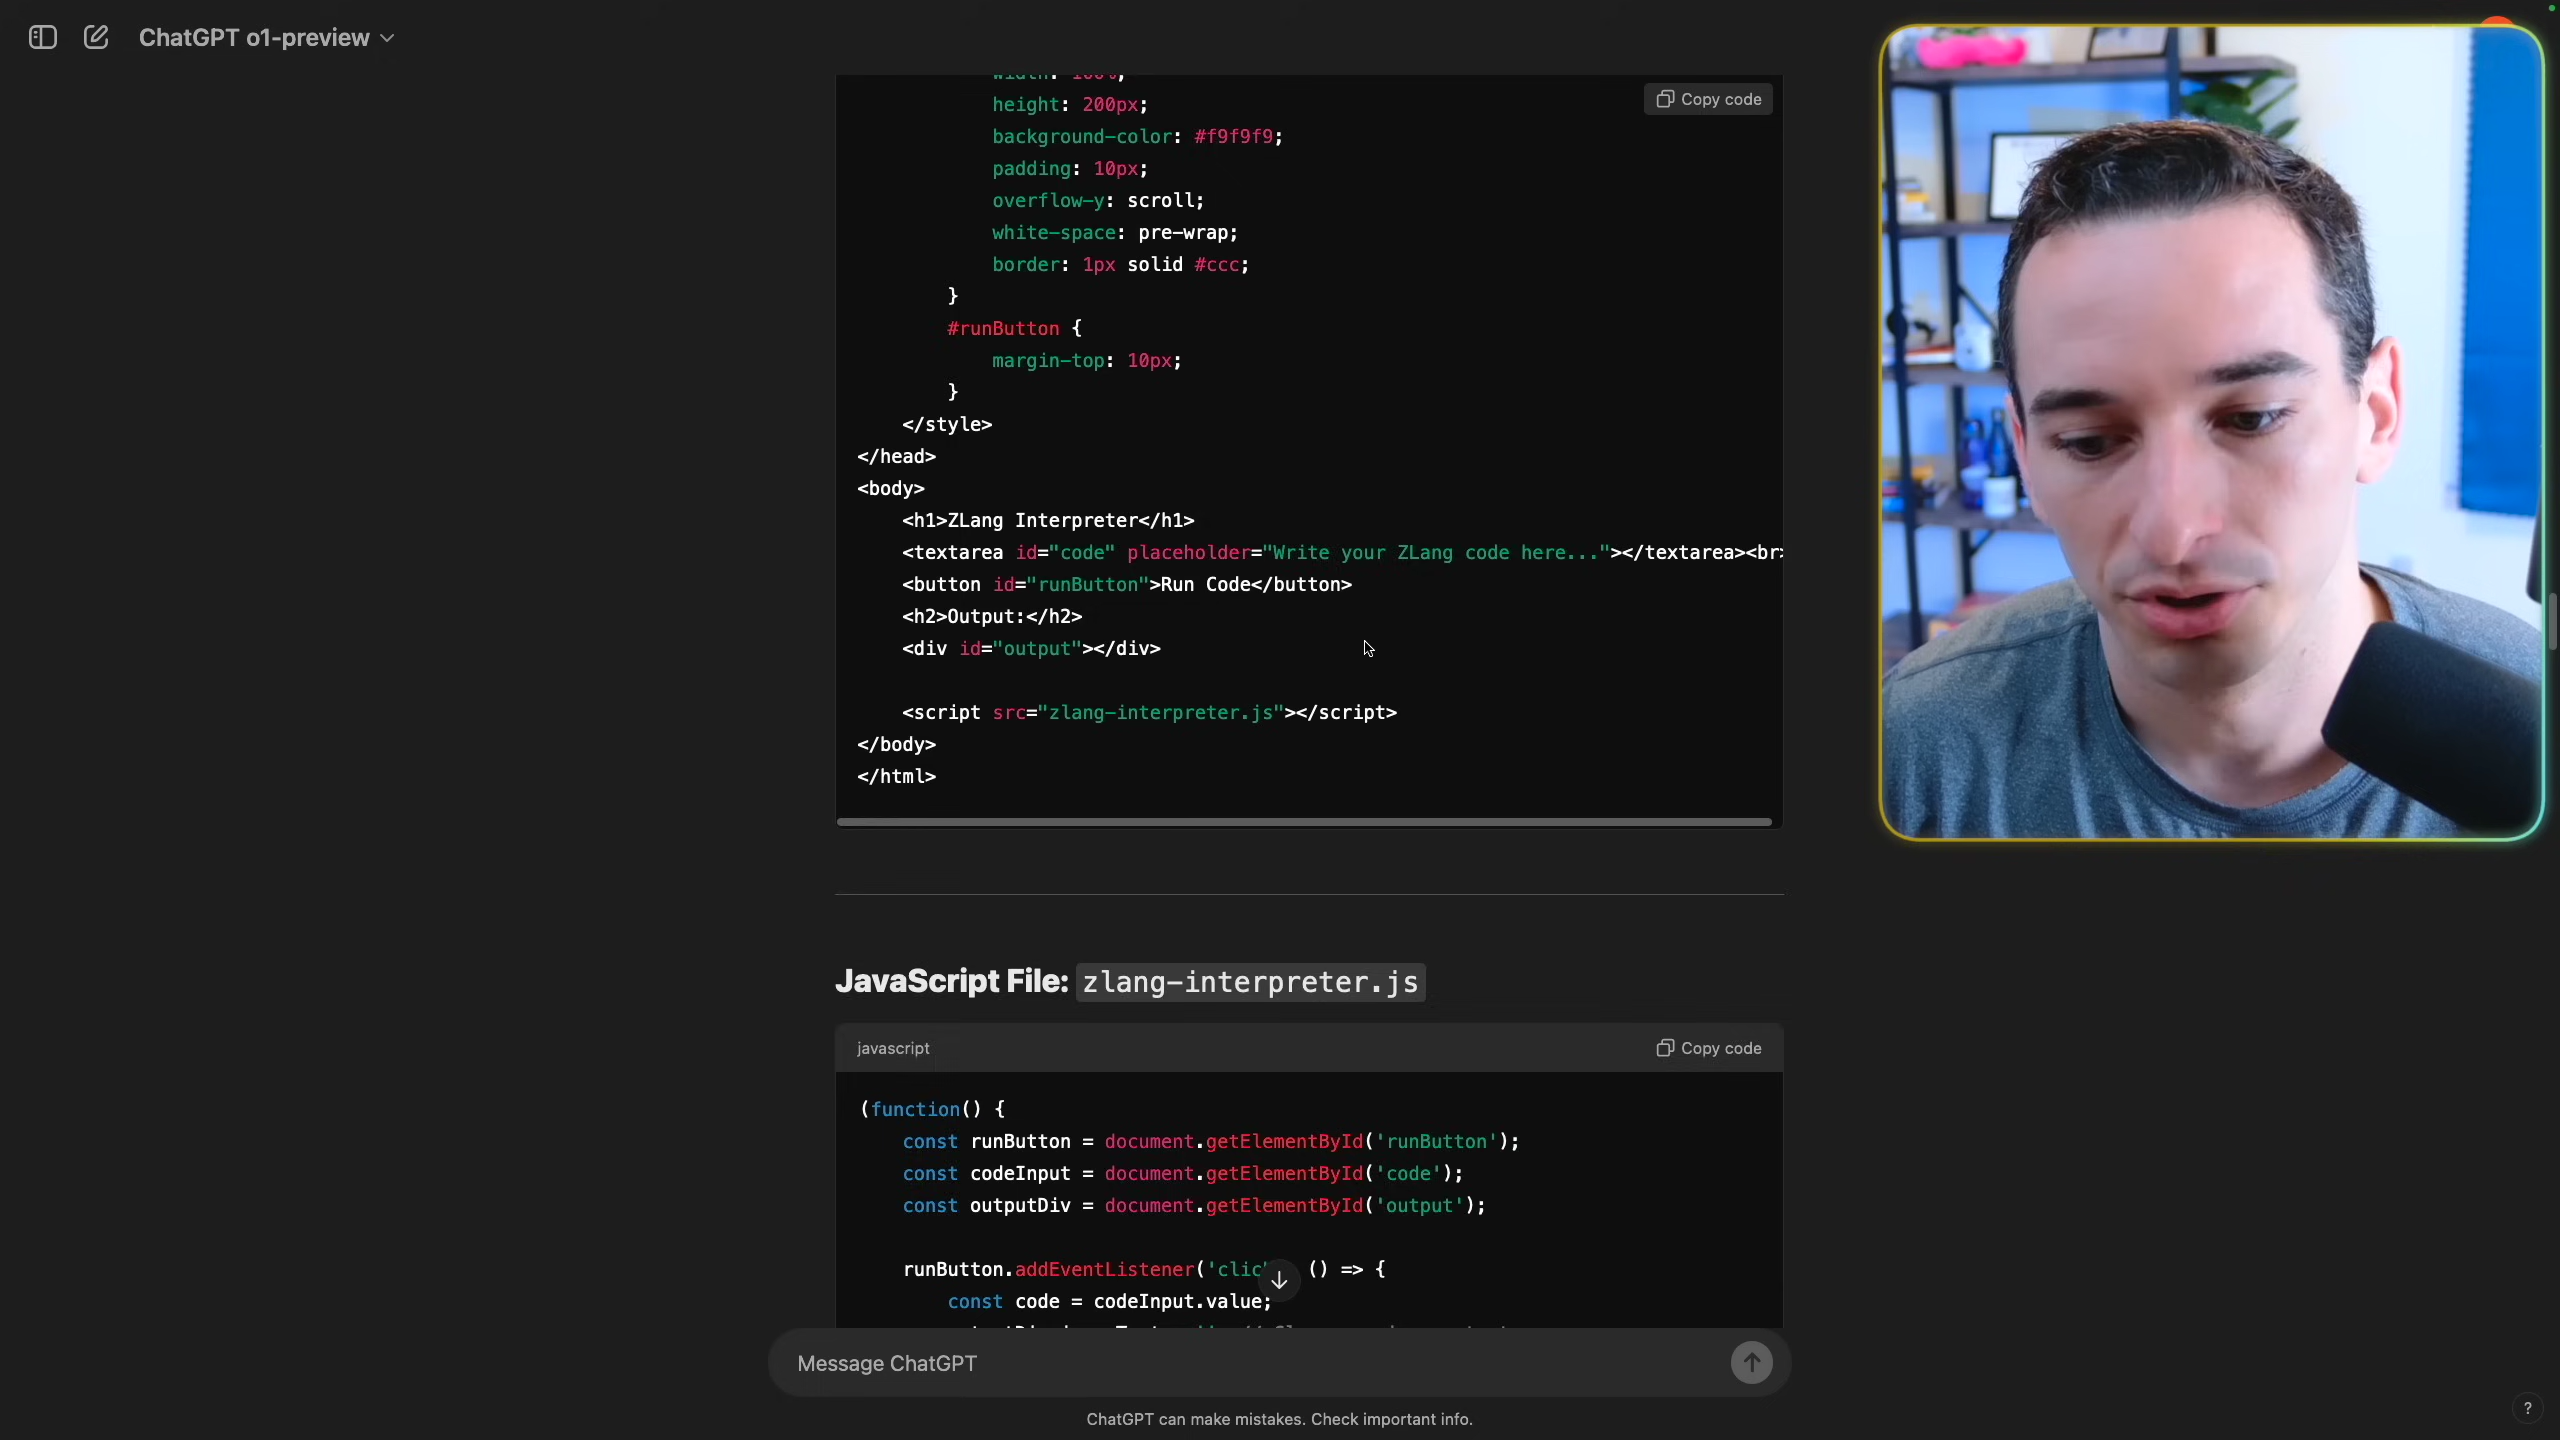 ChatGPT o1-preview
Copy code
height: 200px;
background-color: #f9f9f9;
padding: 10px;
overflow-y: scroll;
white-space: pre-wrap;
border: 1px solid #ccc;
}
#runButton {
margin-top: 10px;
}
</style>
</head>
<body>
<h1>ZLang Interpreter</h1>
<textarea id="code" placeholder="Write your ZLang code here..."></textarea><br>
<button id="runButton">Run Code</button>
<h2>Output:</h2>
<div id="output"></div>
<script src="zlang-interpreter.js"></script>
</body>
</html>
JavaScript File: zlang-interpreter.js
javascript
Copy code
(function() {
const runButton = document.getElementById('runButton');
const codeInput = document.getElementById('code');
const outputDiv = document.getElementById('output');
runButton.addEventListener('clic () => {
const code = codeInput.value;
Message ChatGPT
ChatGPT can make mistakes. Check important info.
?